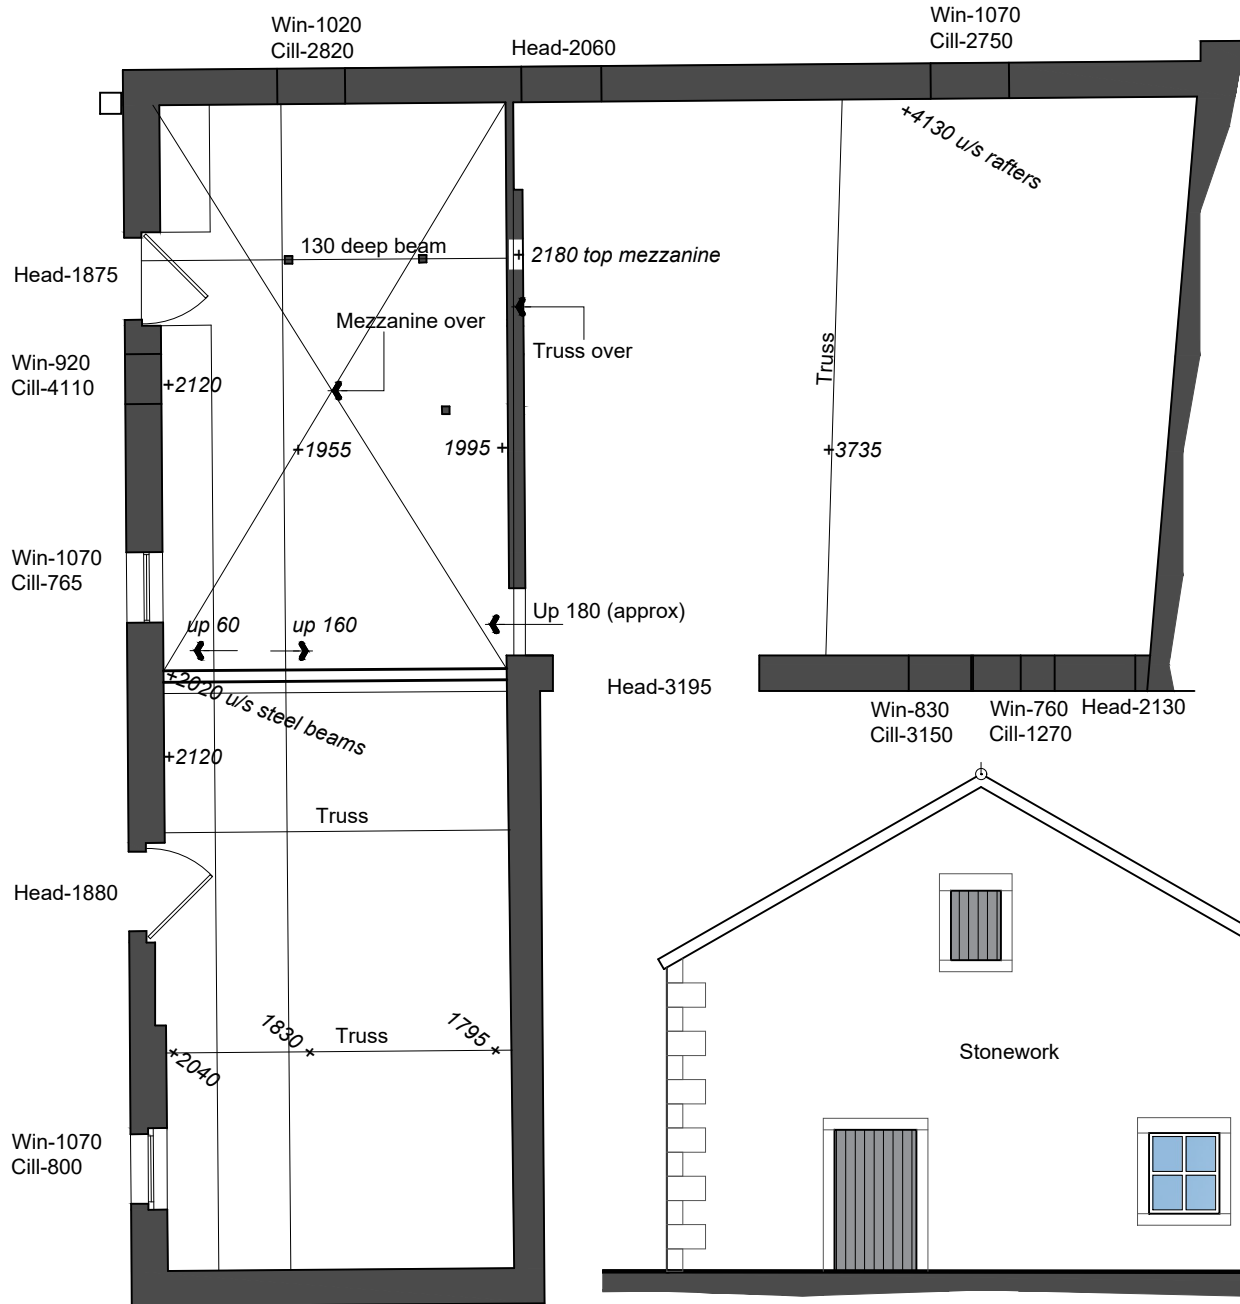 Win-1020
Cill-2820
Head-2060
Win-1070
Cill-2750
+4130 u/s rafters
130 deep beam
+ 2180 top mezzanine
Head-1875
Mezzanine over
Truss over
Truss
Win-920
Cill-4110
+2120
+1955
1995 +
+3735
Win-1070
Cill-765
up 60
up 160
Up 180 (approx)
+2020 u/s steel beams
Head-3195
Win-830
Cill-3150
Win-760
Cill-1270
Head-2130
+2120
Truss
Head-1880
1830 +
Truss
1795 +
+2040
Stonework
Win-1070
Cill-800